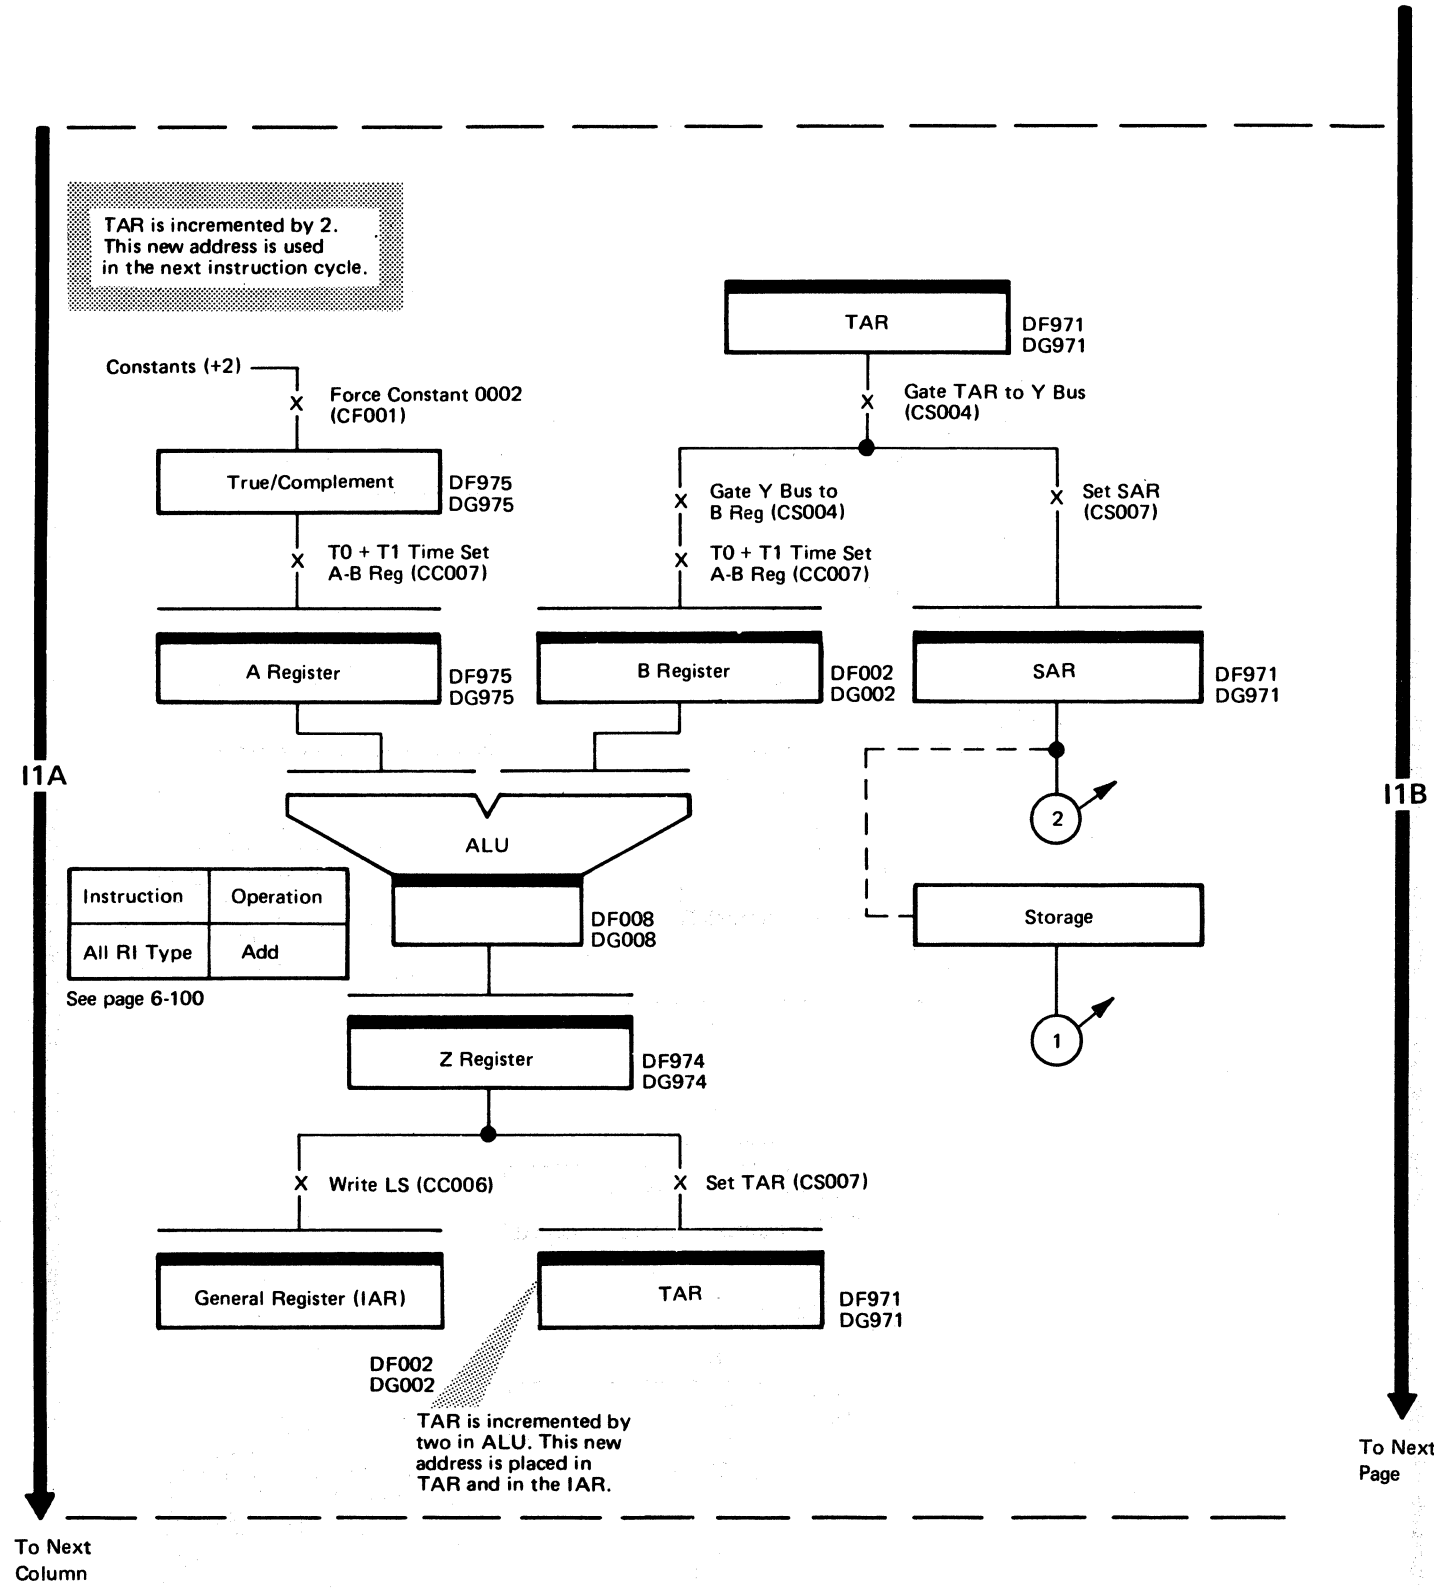 TAR is incremented by 2.
This new address is used
in the next instruction cycle.
TAR
DF971
DG971
Constants (+2)
Force Constant 0002
(CF001)
Gate TAR to Y Bus
(CS004)
True/Complement
DF975
DG975
Gate Y Bus to
B Reg (CS004)
Set SAR
(CS007)
T0 + T1 Time Set
A-B Reg (CC007)
T0 + T1 Time Set
A-B Reg (CC007)
A Register
DF975
DG975
B Register
DF002
DG002
SAR
DF971
DG971
I1A
I1B
2
ALU
Instruction
Operation
All RI Type
Add
See page 6-100
DF008
DG008
Storage
1
Z Register
DF974
DG974
Write LS (CC006)
Set TAR (CS007)
General Register (IAR)
DF002
DG002
TAR
DF971
DG971
TAR is incremented by
two in ALU. This new
address is placed in
TAR and in the IAR.
To Next
Page
To Next
Column